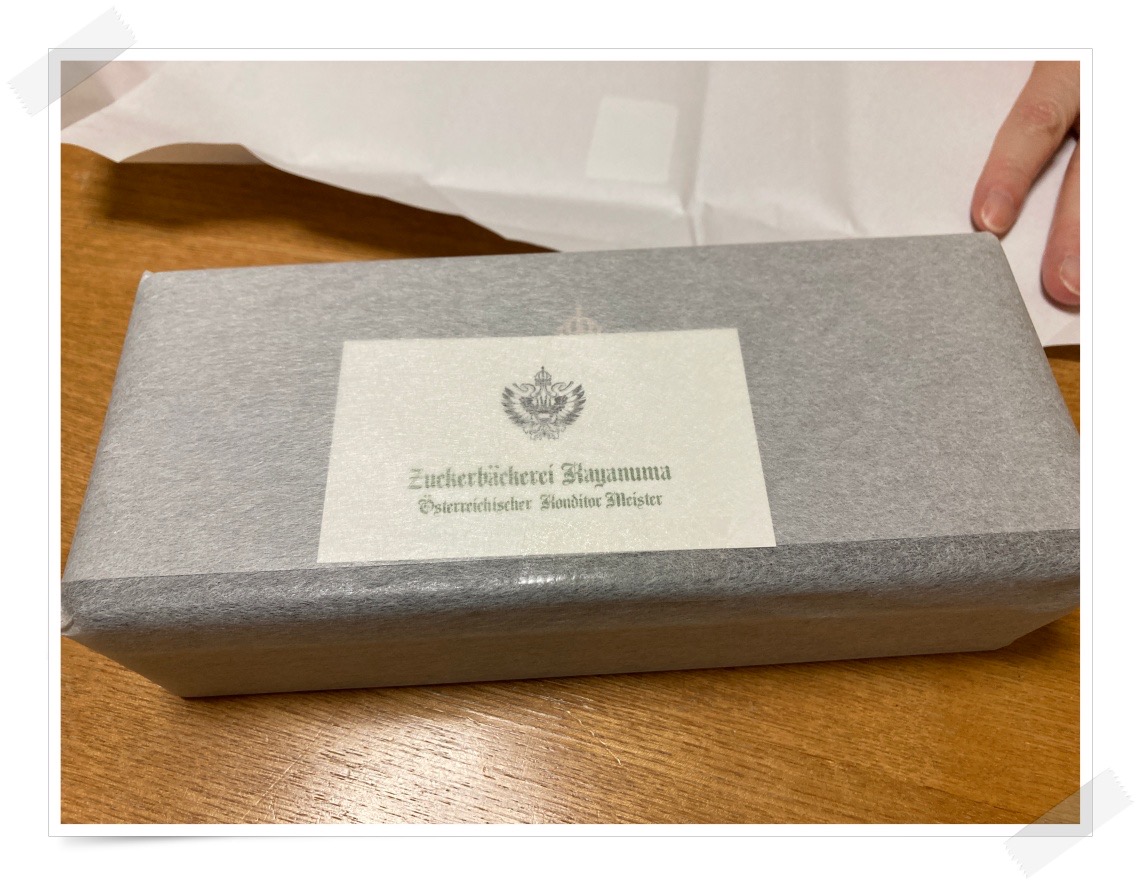 Zuckerbäckerei Kayanuma
Österreichischer Konditor Meister